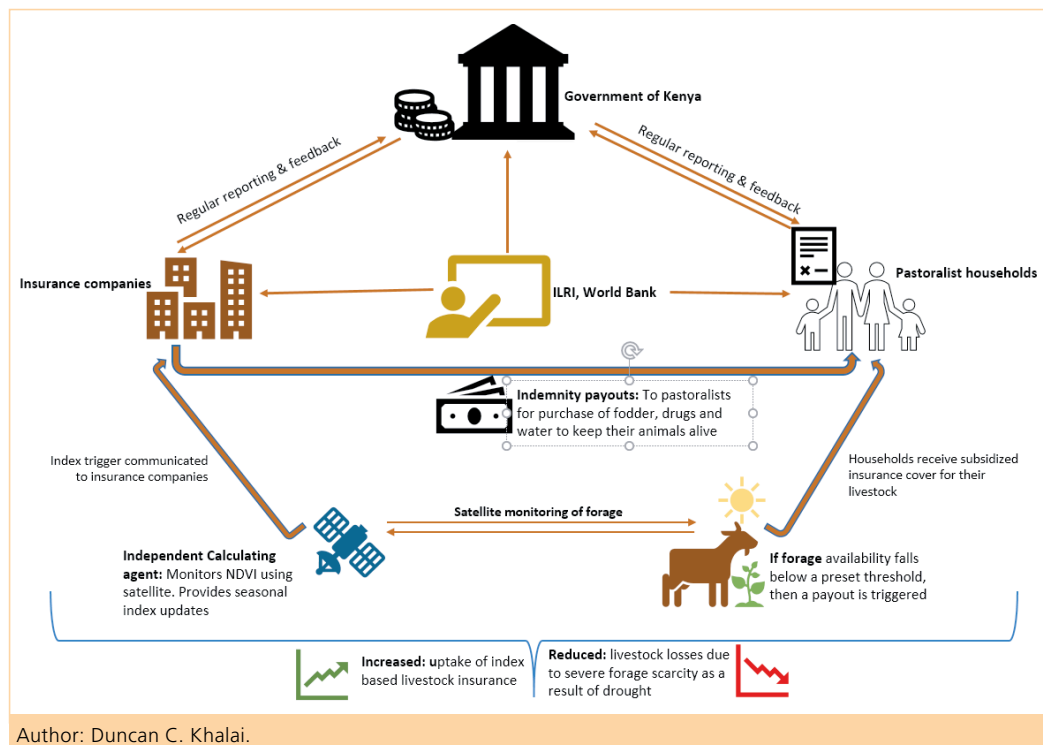 Government of Kenya
Regular reporting & feedback
Regular reporting & feedback
Insurance companies
ILRI, World Bank
Pastoralist households
Indemnity payouts: To pastoralists
for purchase of fodder, drugs and
water to keep their animals alive
Index trigger communicated
to insurance companies
Households receive subsidized
insurance cover for their
livestock
Satellite monitoring of forage
Independent Calculating
agent: Monitors NDVI using
satellite. Provides seasonal
index updates
If forage availability falls
below a preset threshold,
then a payout is triggered
Increased: uptake of index
based livestock insurance
Reduced: livestock losses due
to severe forage scarcity as a
result of drought
Author: Duncan C. Khalai.